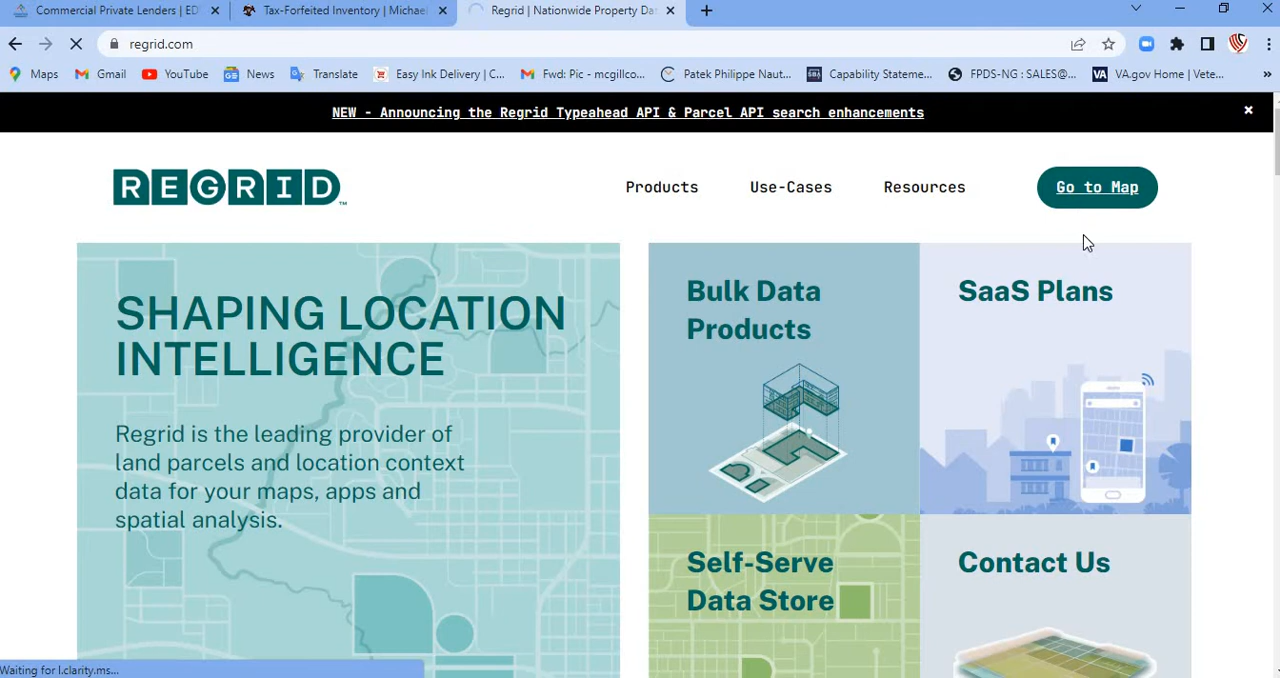 Commercial Private Lenders | ED
Tax-Forfeited Inventory | Michae
Regrid | Nationwide Property Da
regrid.com
Maps
Gmail
YouTube
News
Translate
Easy Ink Delivery | C...
Fwd: Pic - mcgillco...
Patek Philippe Naut...
Capability Stateme...
FPDS-NG : SALES@...
VA.gov Home | Vete...
NEW - Announcing the Regrid Typeahead API & Parcel API search enhancements
REGRID™
Products
Use-Cases
Resources
Go to Map
SHAPING LOCATION
INTELLIGENCE
Regrid is the leading provider of
land parcels and location context
data for your maps, apps and
spatial analysis.
Bulk Data
Products
SaaS Plans
Self-Serve
Data Store
Contact Us
Waiting for l.clarity.ms...